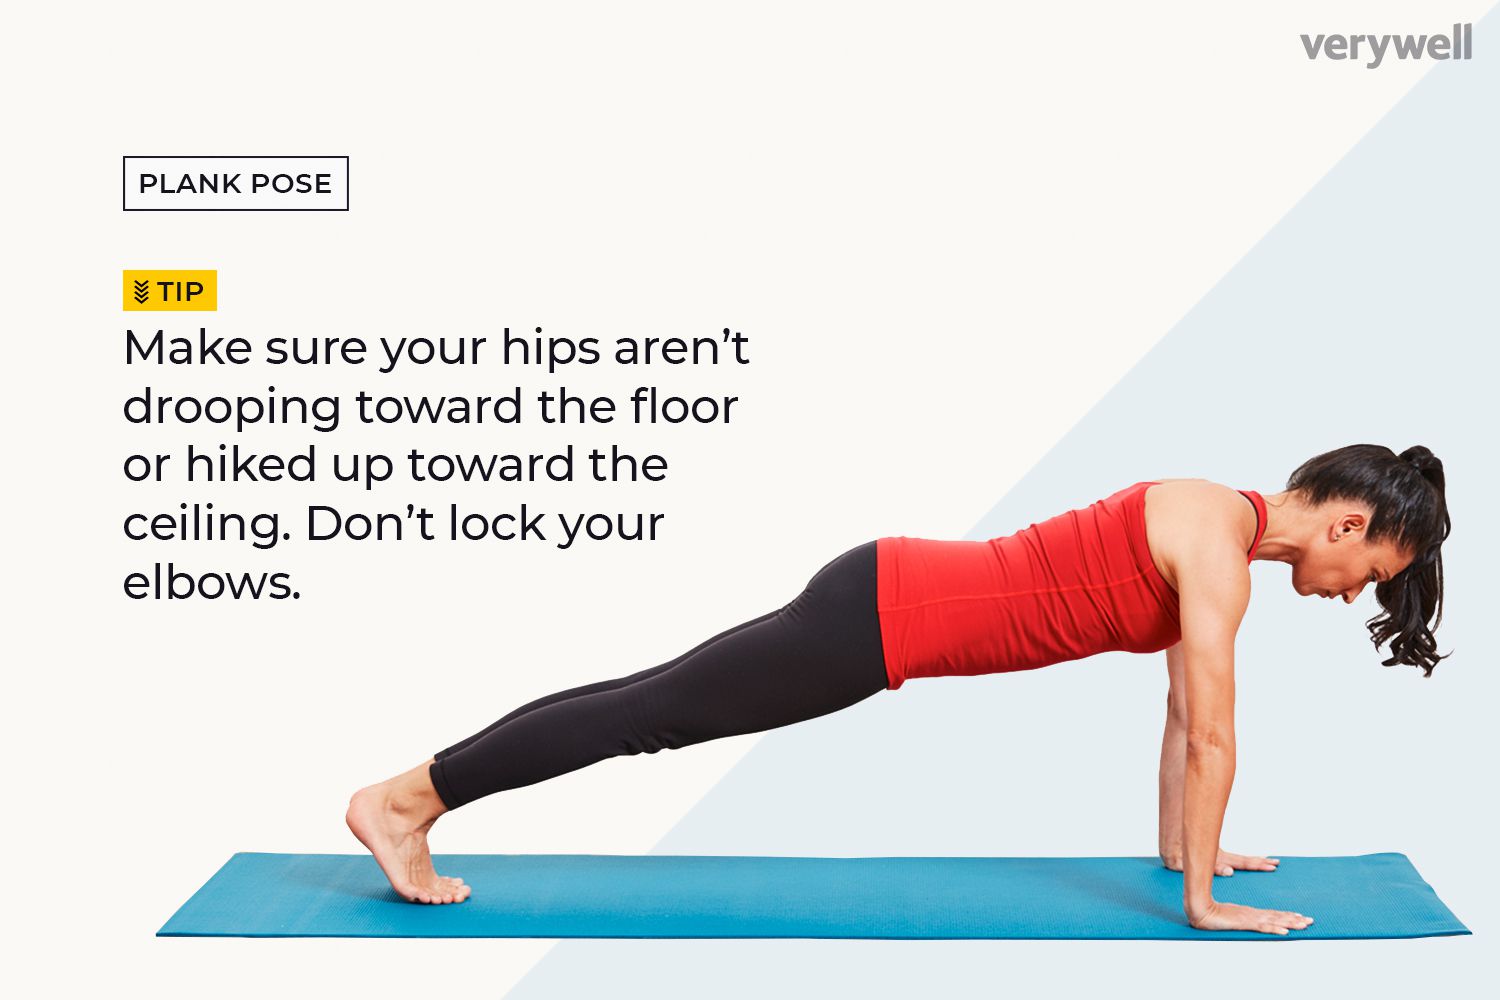 verywell
PLANK POSE
TIP
Make sure your hips aren’t
drooping toward the floor
or hiked up toward the
ceiling. Don’t lock your
elbows.